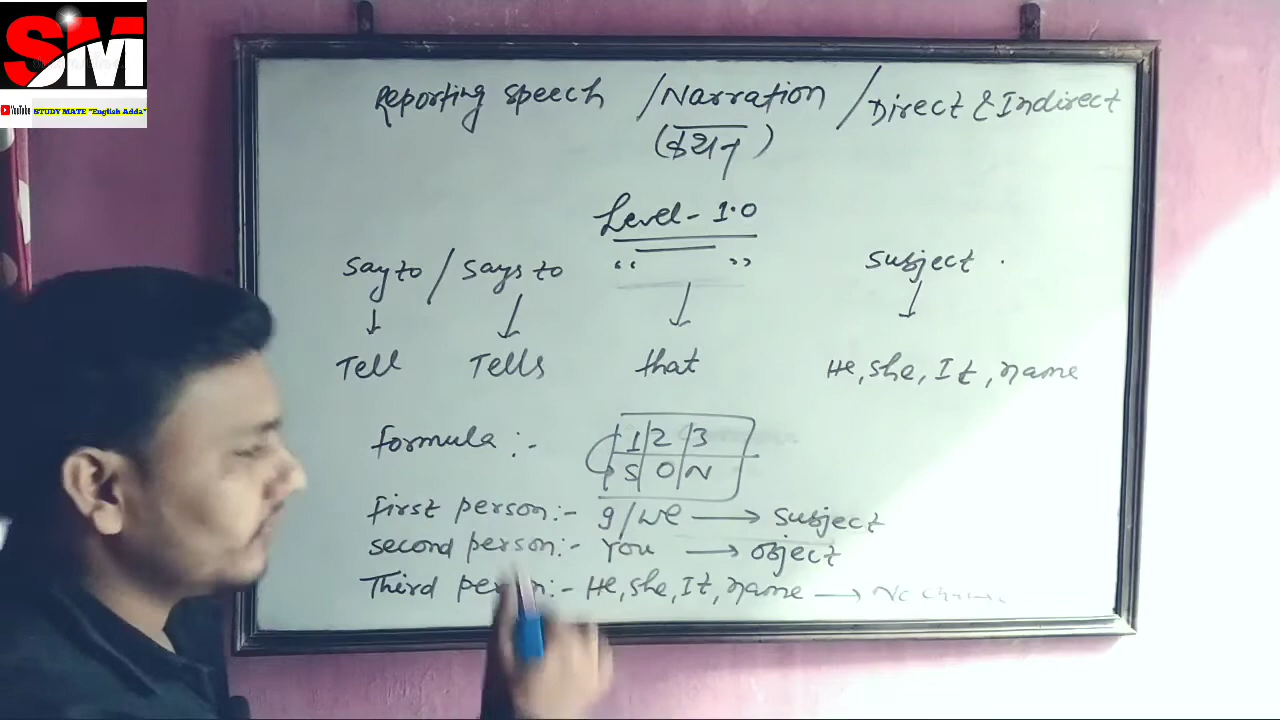 SM
YouTube STUDY MATE "English Adda"
Reporting speech / Narration / Direct & Indirect
(कथन)
Level - 1.0
Say to / Says to " " Subject .
Tell Tells that He, she, It, name
formula :- 1 2 3
S O N
first person :- I / we → Subject
second person :- You → object
Third person :- He, she, It, name → No